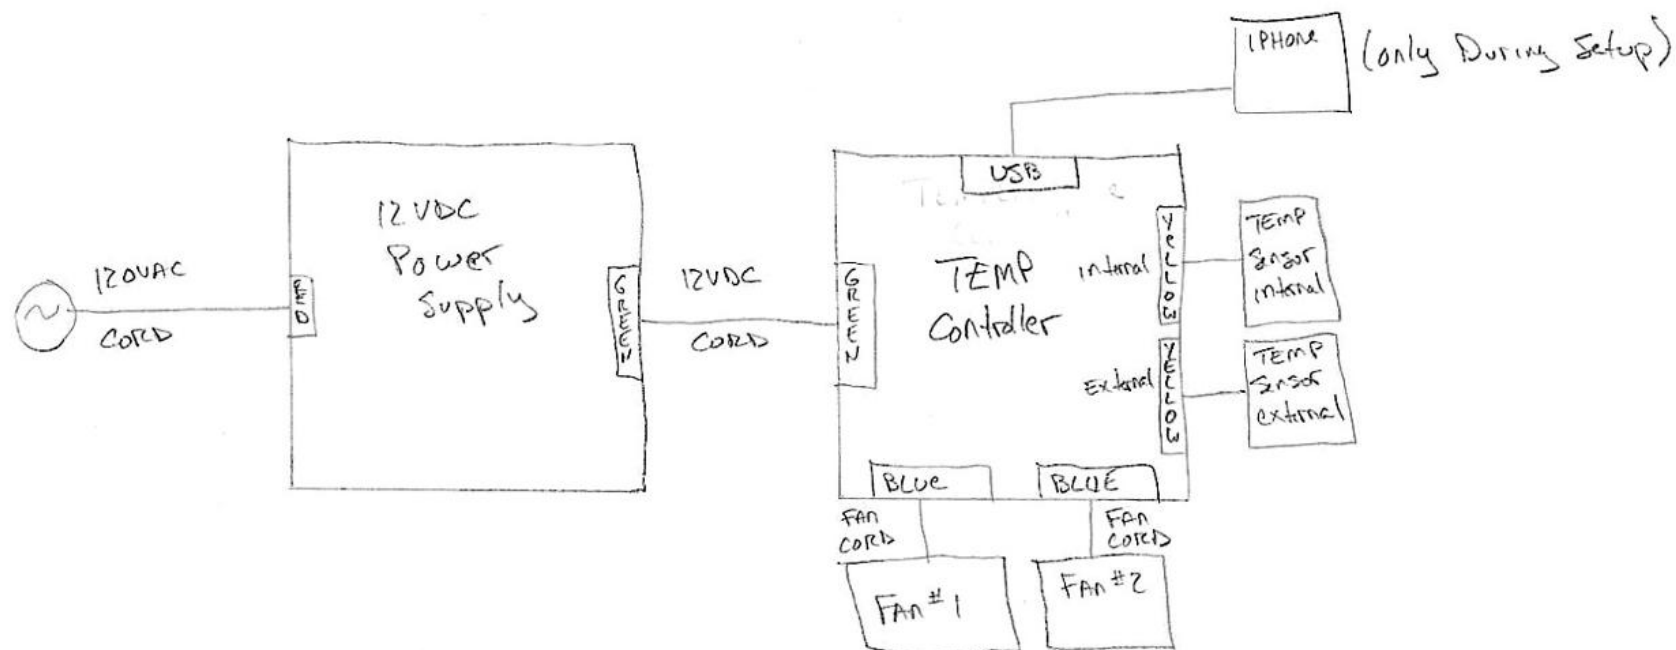 IPHONE
(only During Setup)
120VAC
CORD
RED
12VDC
Power
Supply
GREEN
12VDC
CORD
GREEN
USB
TEMP
Controller
internal
YeLLOW
External
YELLOW
TEMP
Sensor
internal
TEMP
Sensor
external
BLUe
BLUE
FAN
CORD
FAN
CORD
FAN #1
FAN #2